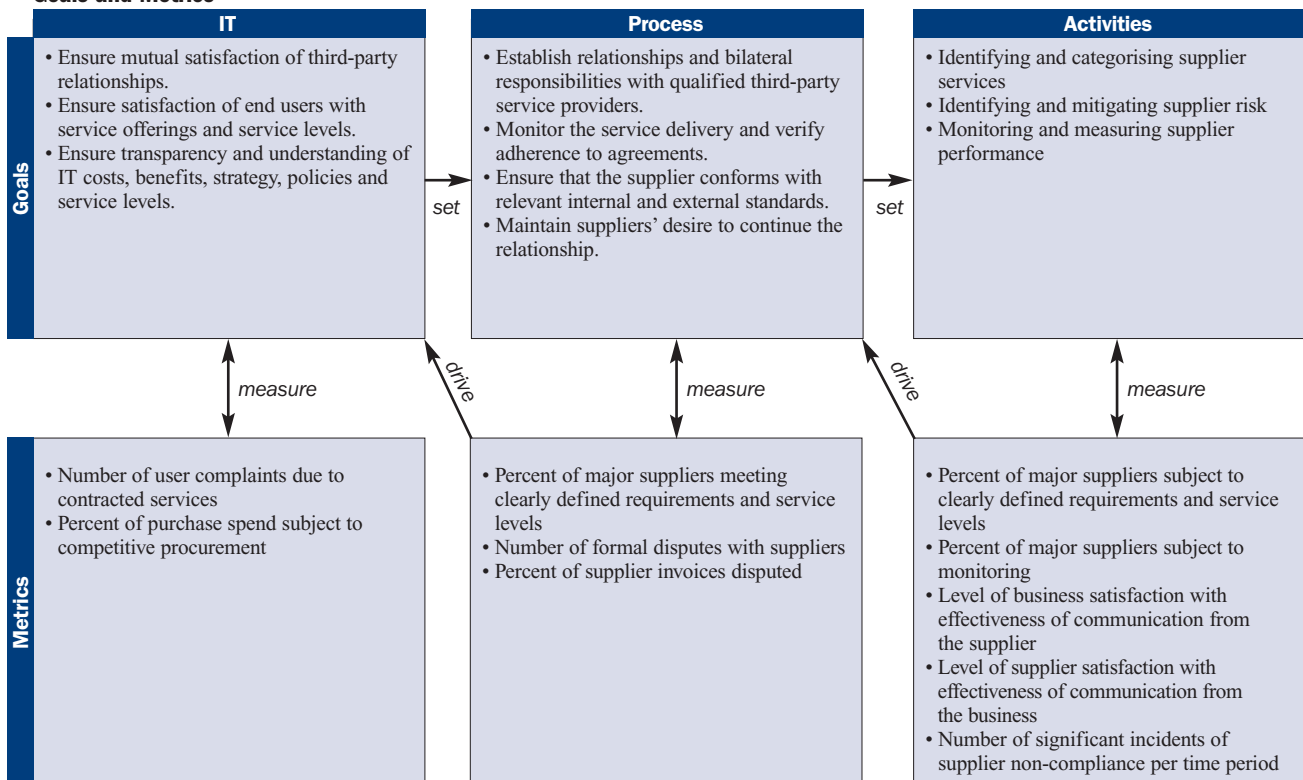 Goals and Metrics
IT
Process
Activities
Goals
• Ensure mutual satisfaction of third-party
relationships.
• Ensure satisfaction of end users with
service offerings and service levels.
• Ensure transparency and understanding of
IT costs, benefits, strategy, policies and
service levels.
set
• Establish relationships and bilateral
responsibilities with qualified third-party
service providers.
• Monitor the service delivery and verify
adherence to agreements.
• Ensure that the supplier conforms with
relevant internal and external standards.
• Maintain suppliers' desire to continue the
relationship.
set
• Identifying and categorising supplier
services
• Identifying and mitigating supplier risk
• Monitoring and measuring supplier
performance
measure
drive
measure
drive
measure
Metrics
• Number of user complaints due to
contracted services
• Percent of purchase spend subject to
competitive procurement
• Percent of major suppliers meeting
clearly defined requirements and service
levels
• Number of formal disputes with suppliers
• Percent of supplier invoices disputed
• Percent of major suppliers subject to
clearly defined requirements and service
levels
• Percent of major suppliers subject to
monitoring
• Level of business satisfaction with
effectiveness of communication from
the supplier
• Level of supplier satisfaction with
effectiveness of communication from
the business
• Number of significant incidents of
supplier non-compliance per time period